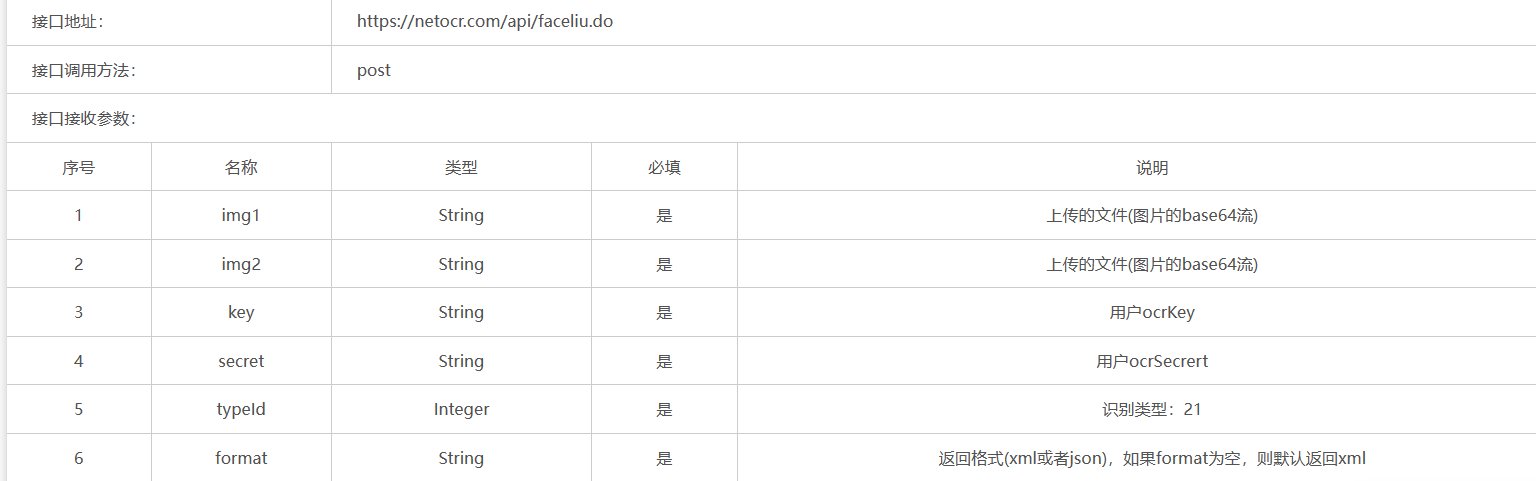 接口地址： https://netocr.com/api/faceliu.do
接口调用方法： post
接口接收参数：
序号 名称 类型 必填 说明
1 img1 String 是 上传的文件(图片的base64流)
2 img2 String 是 上传的文件(图片的base64流)
3 key String 是 用户ocrKey
4 secret String 是 用户ocrSecrert
5 typeId Integer 是 识别类型：21
6 format String 是 返回格式(xml或者json)，如果format为空，则默认返回xml